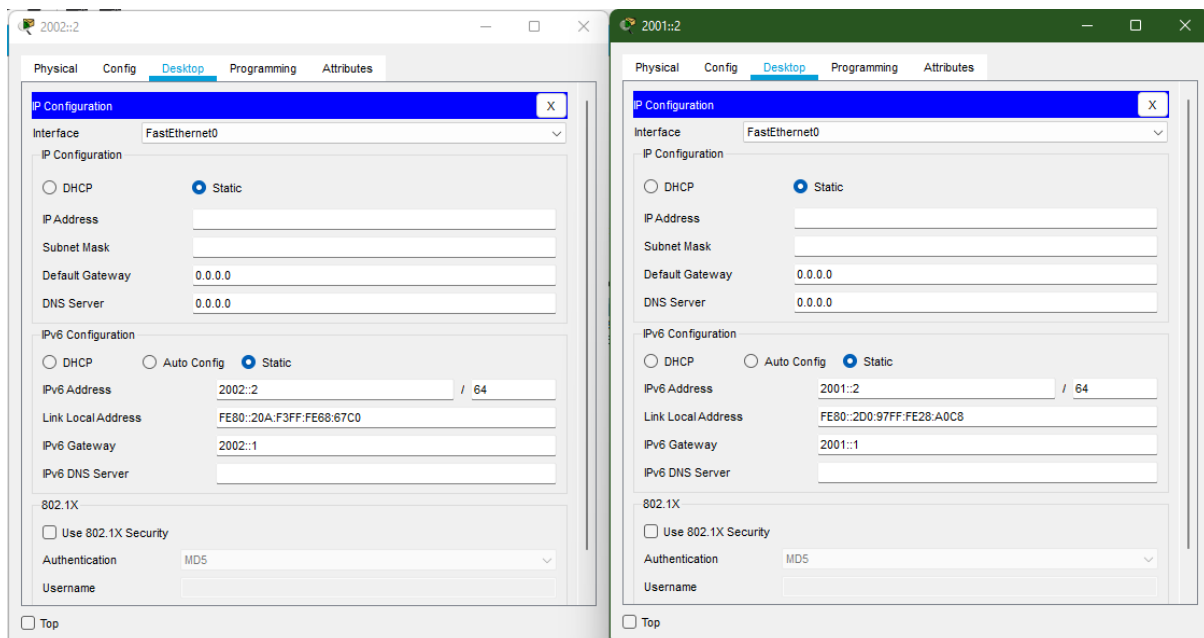 2002::2
Physical Config Desktop Programming Attributes
IP Configuration X
Interface FastEthernet0
IP Configuration
DHCP Static
IP Address
Subnet Mask
Default Gateway 0.0.0.0
DNS Server 0.0.0.0
IPv6 Configuration
DHCP Auto Config Static
IPv6 Address 2002::2 / 64
Link Local Address FE80::20A:F3FF:FE68:67C0
IPv6 Gateway 2002::1
IPv6 DNS Server
802.1X
Use 802.1X Security
Authentication MD5
Username
Top
2001::2
Physical Config Desktop Programming Attributes
IP Configuration X
Interface FastEthernet0
IP Configuration
DHCP Static
IP Address
Subnet Mask
Default Gateway 0.0.0.0
DNS Server 0.0.0.0
IPv6 Configuration
DHCP Auto Config Static
IPv6 Address 2001::2 / 64
Link Local Address FE80::2D0:97FF:FE28:A0C8
IPv6 Gateway 2001::1
IPv6 DNS Server
802.1X
Use 802.1X Security
Authentication MD5
Username
Top